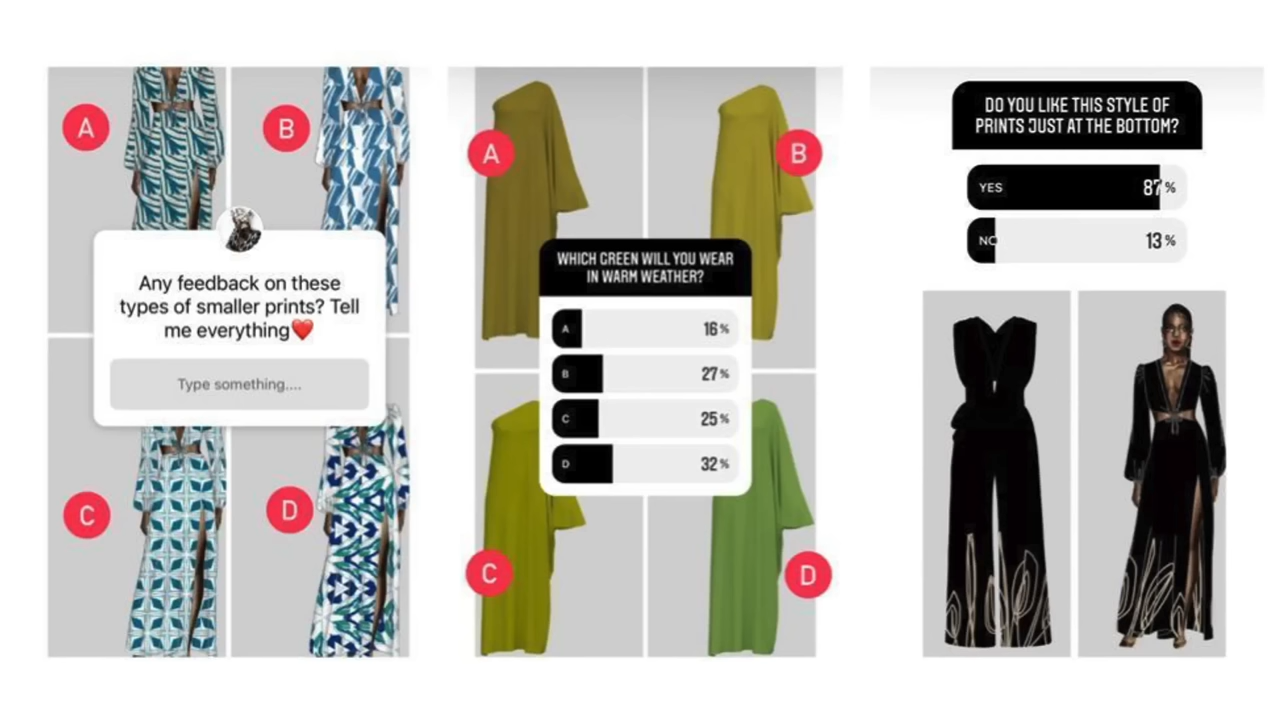 A
B
Any feedback on these
types of smaller prints? Tell
me everything❤️
Type something....
C
D
A
B
WHICH GREEN WILL YOU WEAR
IN WARM WEATHER?
A 16%
B 27%
C 25%
D 32%
C
D
DO YOU LIKE THIS STYLE OF
PRINTS JUST AT THE BOTTOM?
YES 87%
NO 13%